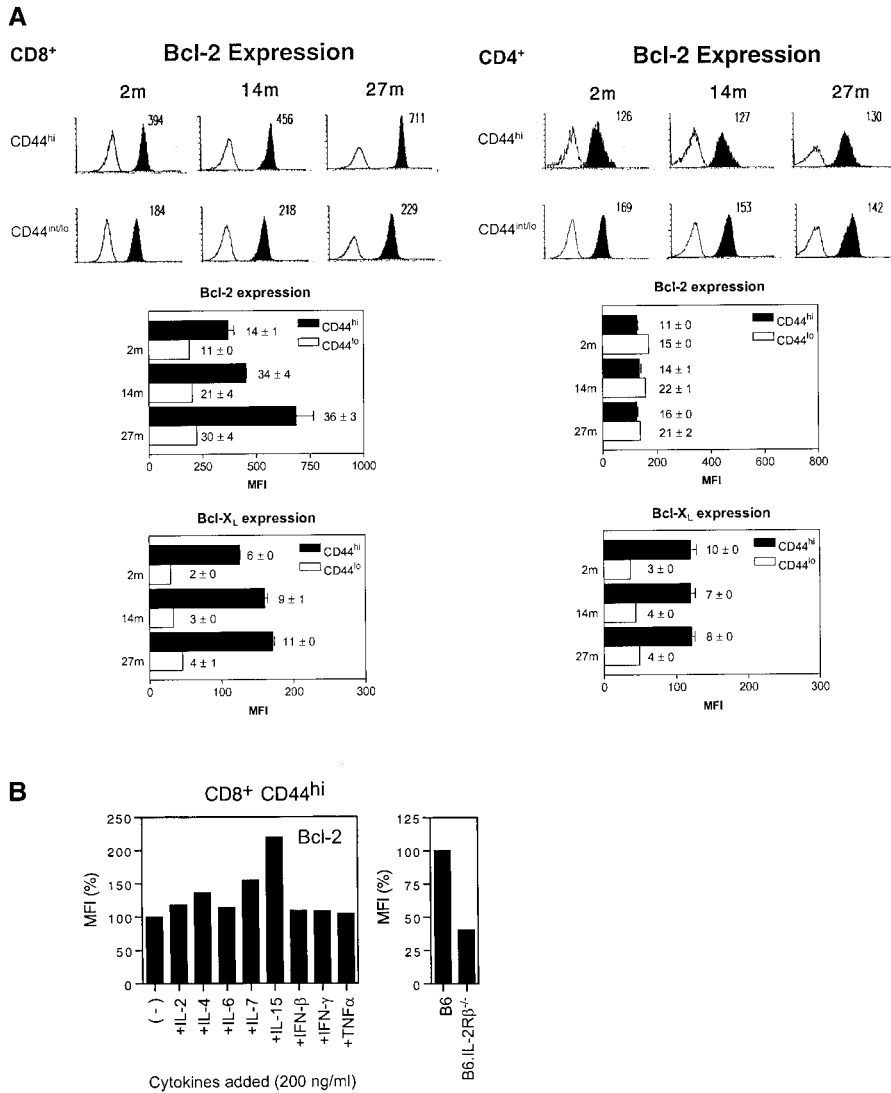 A
CD8+ Bcl-2 Expression
2m 14m 27m
CD44hi 394 456 711
CD44int/lo 184 218 229
Bcl-2 expression
CD44hi
CD44lo
14 ± 1
2m 11 ± 0
34 ± 4
14m 21 ± 4
36 ± 3
27m 30 ± 4
0 250 500 750 1000
MFI
Bcl-XL expression
CD44hi
CD44lo
6 ± 0
2m 2 ± 0
9 ± 1
14m 3 ± 0
11 ± 0
27m 4 ± 1
0 100 200 300
MFI
CD4+ Bcl-2 Expression
2m 14m 27m
CD44hi 126 127 130
CD44int/lo 169 153 142
Bcl-2 expression
CD44hi
CD44lo
11 ± 0
2m 15 ± 0
14 ± 1
14m 22 ± 1
16 ± 0
27m 21 ± 2
0 200 400 600 800
MFI
Bcl-XL expression
CD44hi
CD44lo
10 ± 0
2m 3 ± 0
7 ± 0
14m 4 ± 0
8 ± 0
27m 4 ± 0
0 100 200 300
MFI
B
CD8+ CD44hi
Bcl-2
MFI (%)
250
200
150
100
50
0
(-)
+IL-2
+IL-4
+IL-6
+IL-7
+IL-15
+IFN-β
+IFN-γ
+TNFα
Cytokines added (200 ng/ml)
MFI (%)
125
100
75
50
25
0
B6
B6.IL-2Rβ-/-